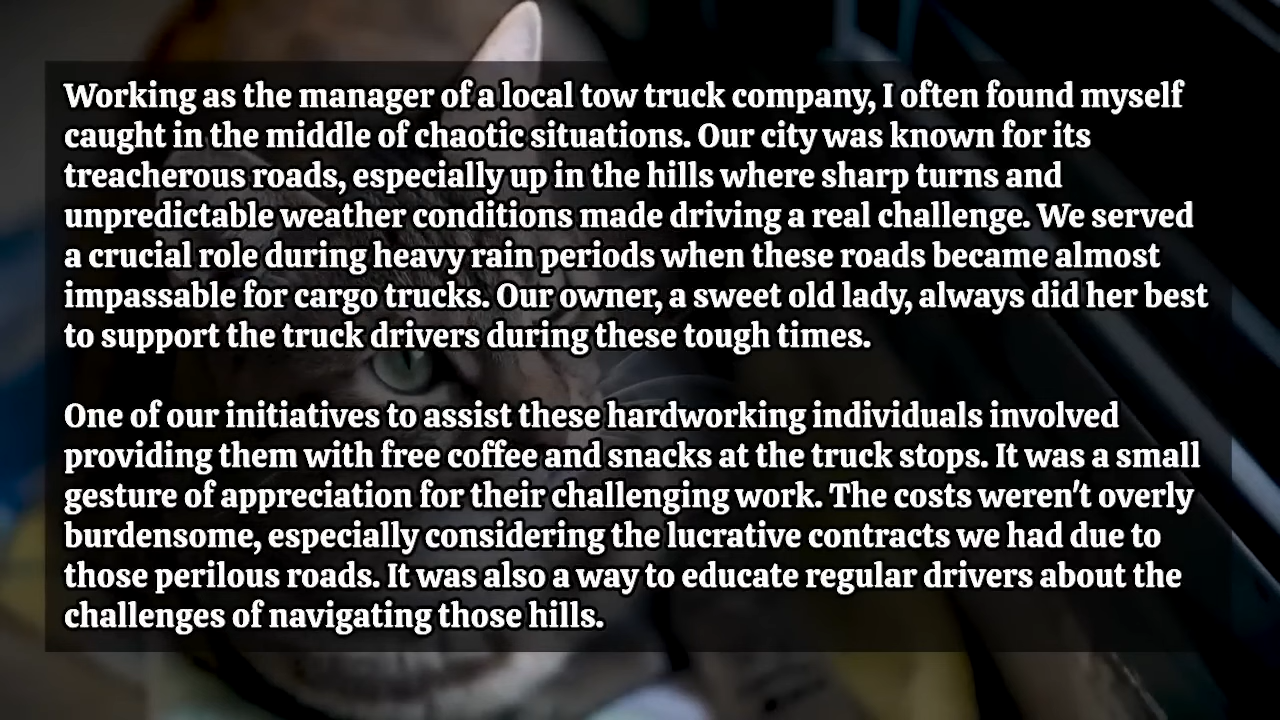 Working as the manager of a local tow truck company, I often found myself
caught in the middle of chaotic situations. Our city was known for its
treacherous roads, especially up in the hills where sharp turns and
unpredictable weather conditions made driving a real challenge. We served
a crucial role during heavy rain periods when these roads became almost
impassable for cargo trucks. Our owner, a sweet old lady, always did her best
to support the truck drivers during these tough times.
One of our initiatives to assist these hardworking individuals involved
providing them with free coffee and snacks at the truck stops. It was a small
gesture of appreciation for their challenging work. The costs weren't overly
burdensome, especially considering the lucrative contracts we had due to
those perilous roads. It was also a way to educate regular drivers about the
challenges of navigating those hills.